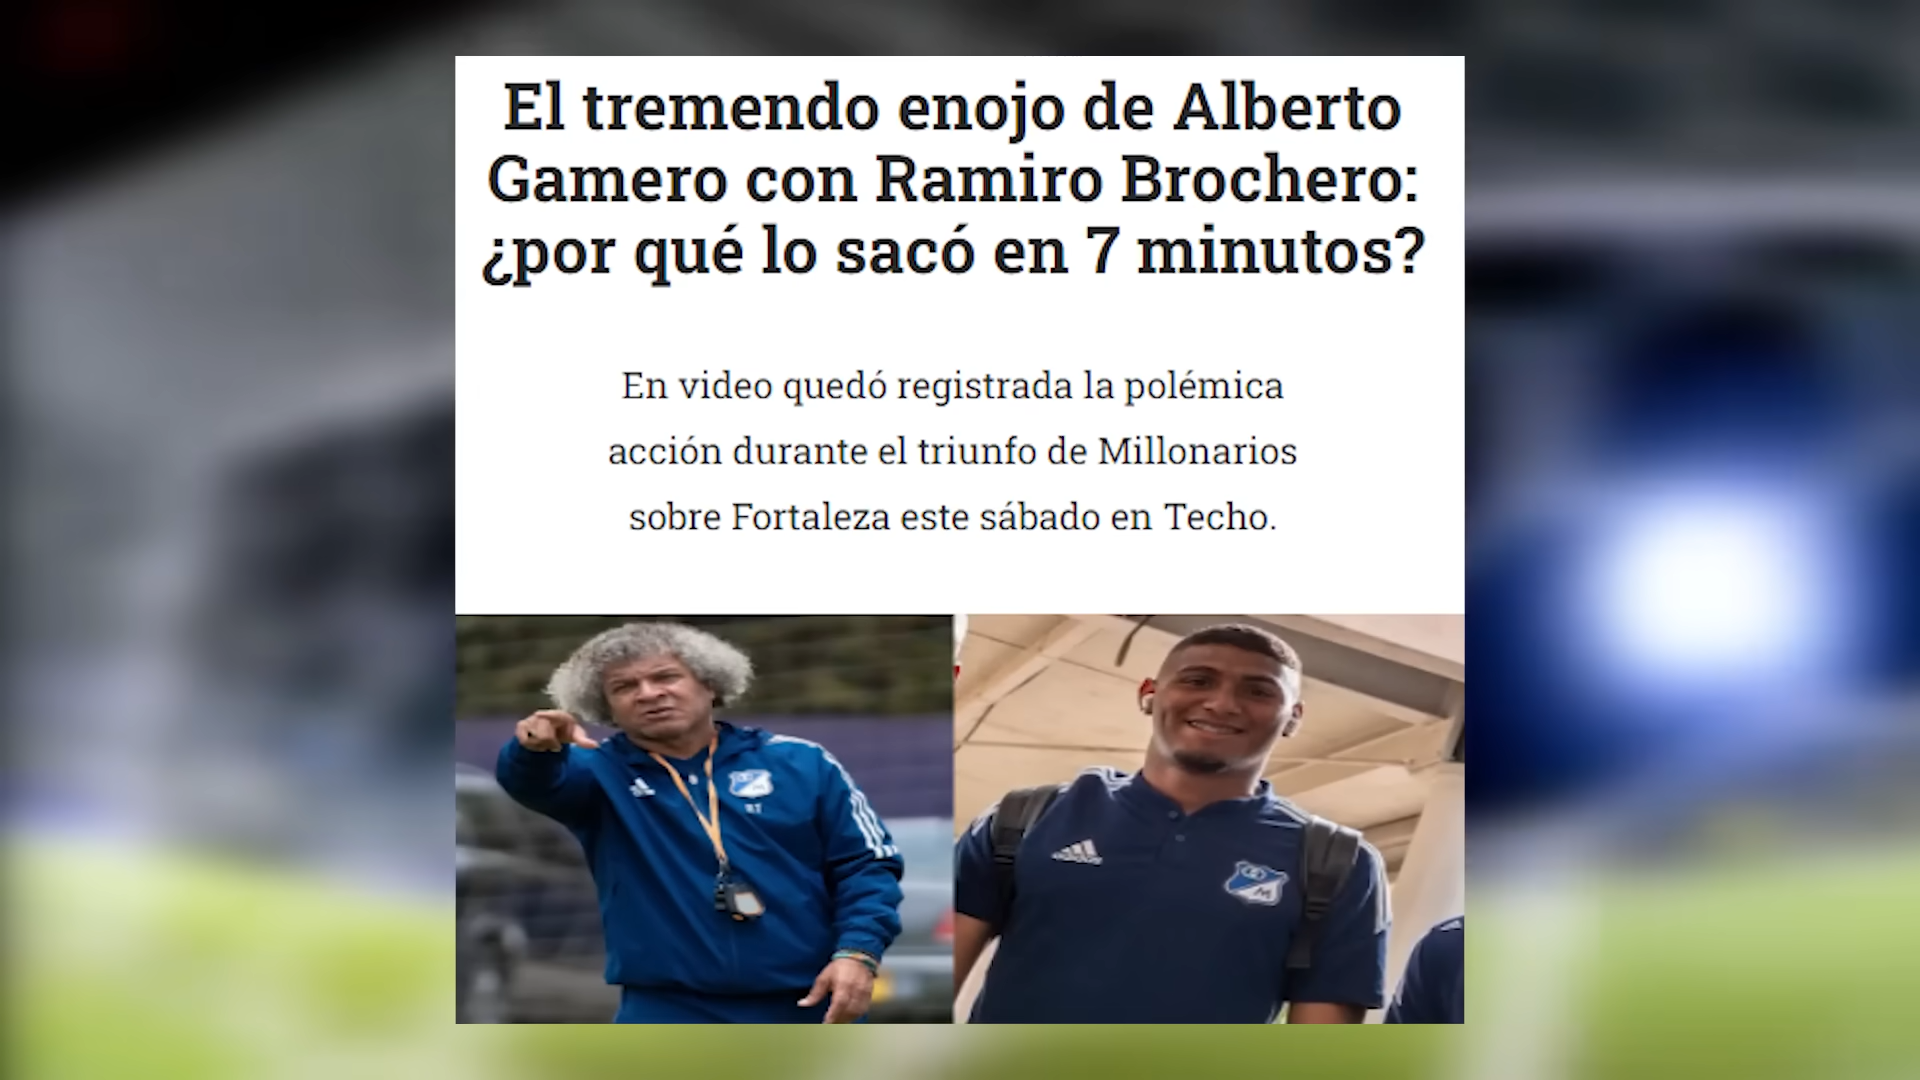 El tremendo enojo de Alberto
Gamero con Ramiro Brochero:
¿por qué lo sacó en 7 minutos?
En video quedó registrada la polémica
acción durante el triunfo de Millonarios
sobre Fortaleza este sábado en Techo.
adidas